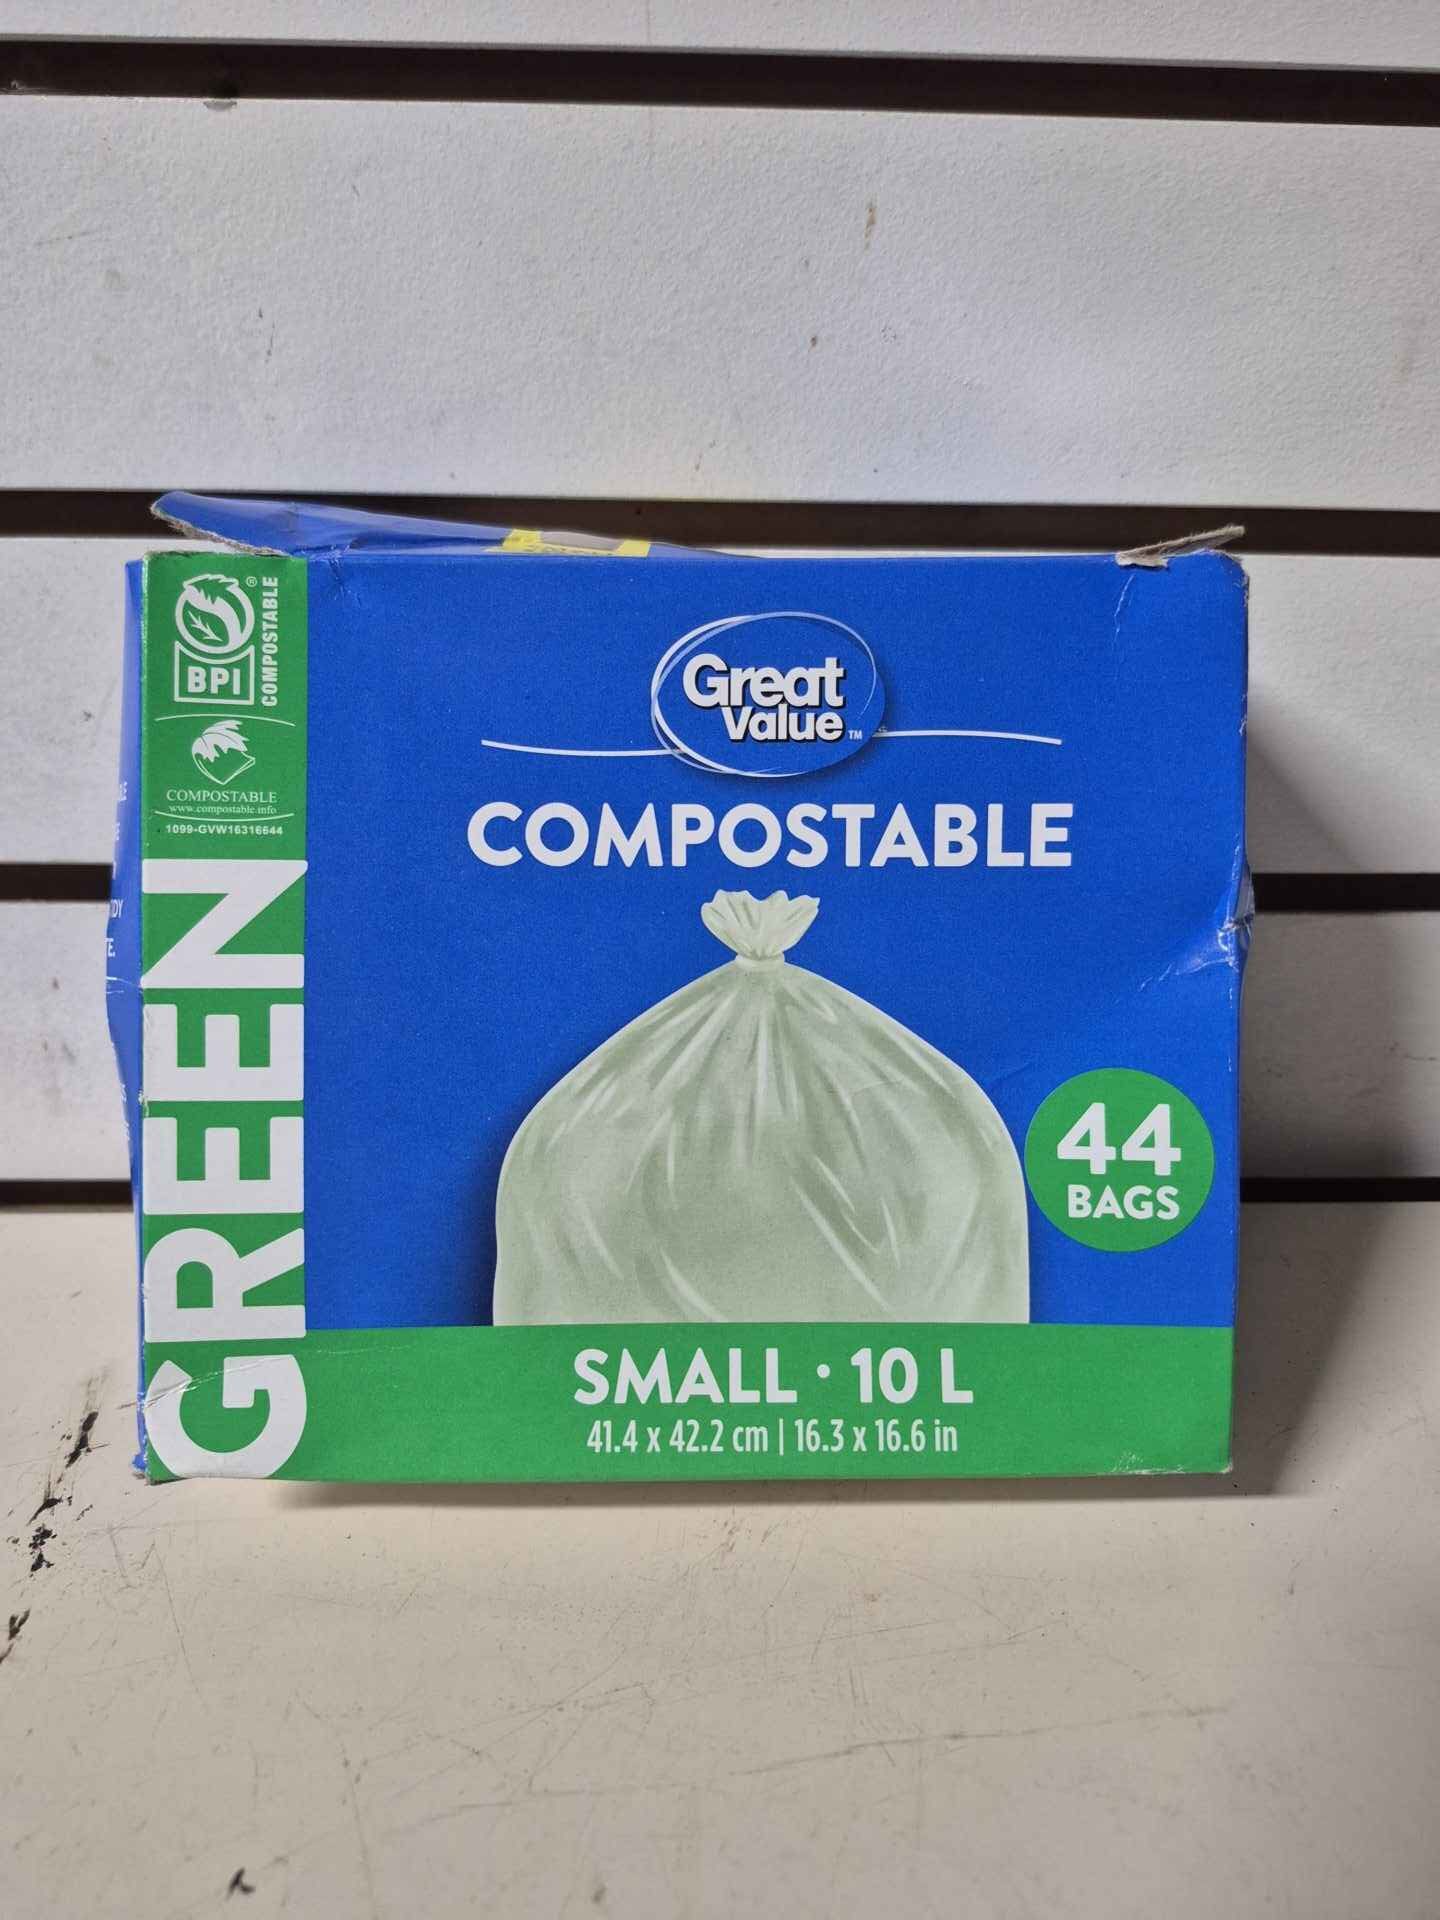 BPI
®
COMPOSTABLE
COMPOSTABLE
www.compostable.info
1099-GVW16316644
GREEN
Great
Value™
COMPOSTABLE
44
BAGS
SMALL • 10 L
41.4 x 42.2 cm | 16.3 x 16.6 in